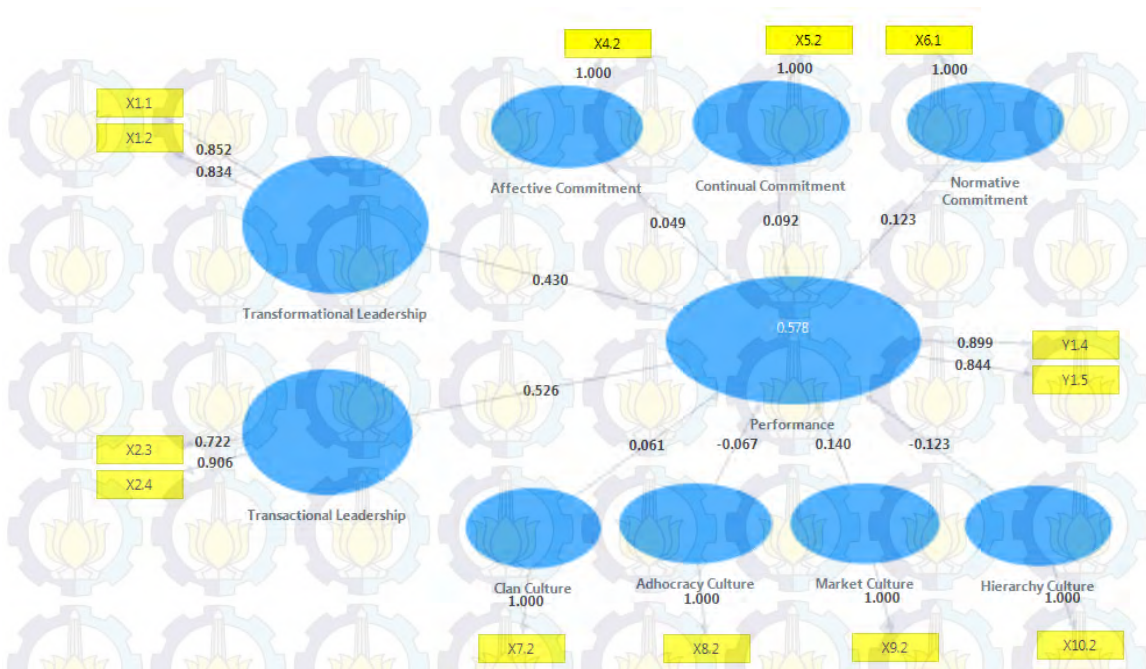 X4.2
X5.2
X6.1
1.000
1.000
1.000
X1.1
X1.2
0.852
0.834
Affective Commitment
Continual Commitment
Normative
Commitment
0.049
0.092
0.123
0.430
Transformational Leadership
0.578
0.899
Y1.4
0.844
Y1.5
0.526
Performance
X2.3
0.722
X2.4
0.906
0.061
-0.067
0.140
-0.123
Transactional Leadership
Clan Culture
Adhocracy Culture
Market Culture
Hierarchy Culture
1.000
1.000
1.000
1.000
X7.2
X8.2
X9.2
X10.2